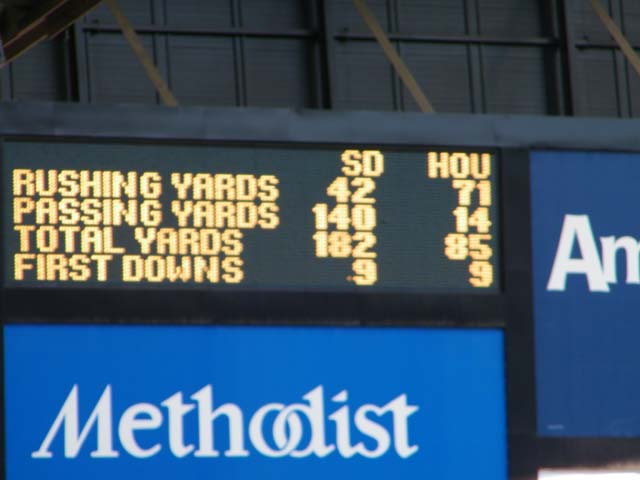 SD HOU
RUSHING YARDS 42 71
PASSING YARDS 140 14
TOTAL YARDS 182 85
FIRST DOWNS 9 9
Methodist
Am